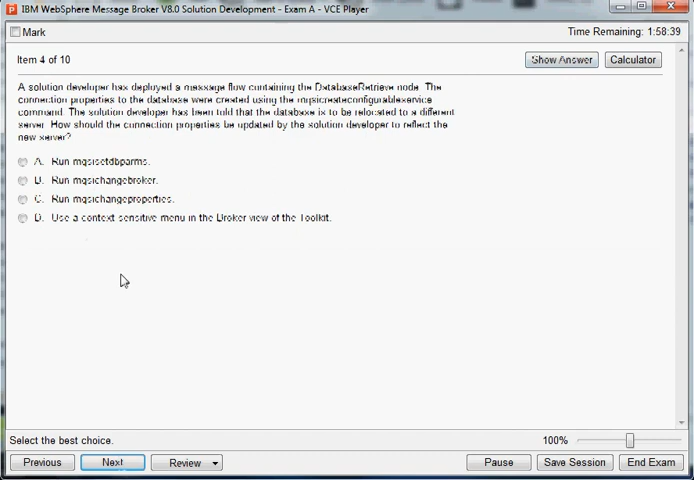 IBM WebSphere Message Broker V8.0 Solution Development - Exam A - VCE Player
Mark
Time Remaining: 1:58:39
Item 4 of 10
Show Answer
Calculator
A solution developer has deployed a message flow containing the DatabaseRetrieve node. The
connection properties to the database were created using the mqsicreateconfigurableservice
command. The solution developer has been told that the database is to be relocated to a different
server. How should the connection properties be updated by the solution developer to reflect the
new server?
A. Run mqsisetdbparms.
B. Run mqsichangebroker.
C. Run mqsichangeproperties.
D. Use a context sensitive menu in the Broker view of the Toolkit.
Select the best choice.
100%
Previous
Next
Review
Pause
Save Session
End Exam